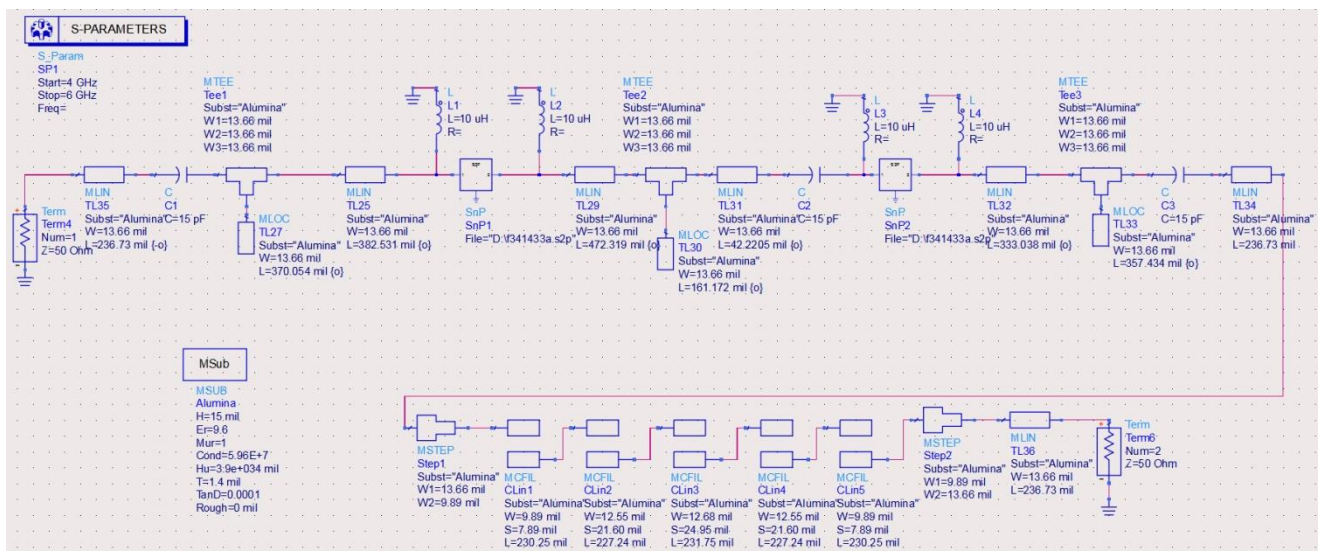 S-PARAMETERS
S_Param
SP1
Start=4 GHz
Stop=6 GHz
Freq=
MTEE
Tee1
Subst="Alumina"
W1=13.66 mil
W2=13.66 mil
W3=13.66 mil
L
L1
L=10 uH
R=
L
L2
L=10 uH
R=
MTEE
Tee2
Subst="Alumina"
W1=13.66 mil
W2=13.66 mil
W3=13.66 mil
L
L3
L=10 uH
R=
L
L4
L=10 uH
R=
MTEE
Tee3
Subst="Alumina"
W1=13.66 mil
W2=13.66 mil
W3=13.66 mil
Term
Term4
Num=1
Z=50 Ohm
MLIN
TL35
Subst="Alumina"
W=13.66 mil
L=236.73 mil {-o}
C
C1
C=15 pF
MLOC
TL27
Subst="Alumina"
W=13.66 mil
L=370.054 mil {o}
MLIN
TL25
Subst="Alumina"
W=13.66 mil
L=382.531 mil {o}
SnP
SnP1
File="D:\f341433a.s2p"
MLIN
TL29
Subst="Alumina"
W=13.66 mil
L=472.319 mil {o}
MLOC
TL30
Subst="Alumina"
W=13.66 mil
L=161.172 mil {o}
MLIN
TL31
Subst="Alumina"
W=13.66 mil
L=42.2205 mil {o}
C
C2
C=15 pF
SnP
SnP2
File="D:\f341433a.s2p"
MLIN
TL32
Subst="Alumina"
W=13.66 mil
L=333.038 mil {o}
MLOC
TL33
Subst="Alumina"
W=13.66 mil
L=357.434 mil {o}
C
C3
C=15 pF
MLIN
TL34
Subst="Alumina"
W=13.66 mil
L=236.73 mil
MSub
MSUB
Alumina
H=15 mil
Er=9.6
Mur=1
Cond=5.96E+7
Hu=3.9e+034 mil
T=1.4 mil
TanD=0.0001
Rough=0 mil
MSTEP
Step1
Subst="Alumina"
W1=13.66 mil
W2=9.89 mil
MCFIL
CLin1
Subst="Alumina"
W=9.89 mil
S=7.89 mil
L=230.25 mil
MCFIL
CLin2
Subst="Alumina"
W=12.55 mil
S=21.60 mil
L=227.24 mil
MCFIL
CLin3
Subst="Alumina"
W=12.68 mil
S=24.95 mil
L=231.75 mil
MCFIL
CLin4
Subst="Alumina"
W=12.55 mil
S=21.60 mil
L=227.24 mil
MCFIL
CLin5
Subst="Alumina"
W=9.89 mil
S=7.89 mil
L=230.25 mil
MSTEP
Step2
Subst="Alumina"
W1=9.89 mil
W2=13.66 mil
MLIN
TL36
Subst="Alumina"
W=13.66 mil
L=236.73 mil
Term
Term6
Num=2
Z=50 Ohm